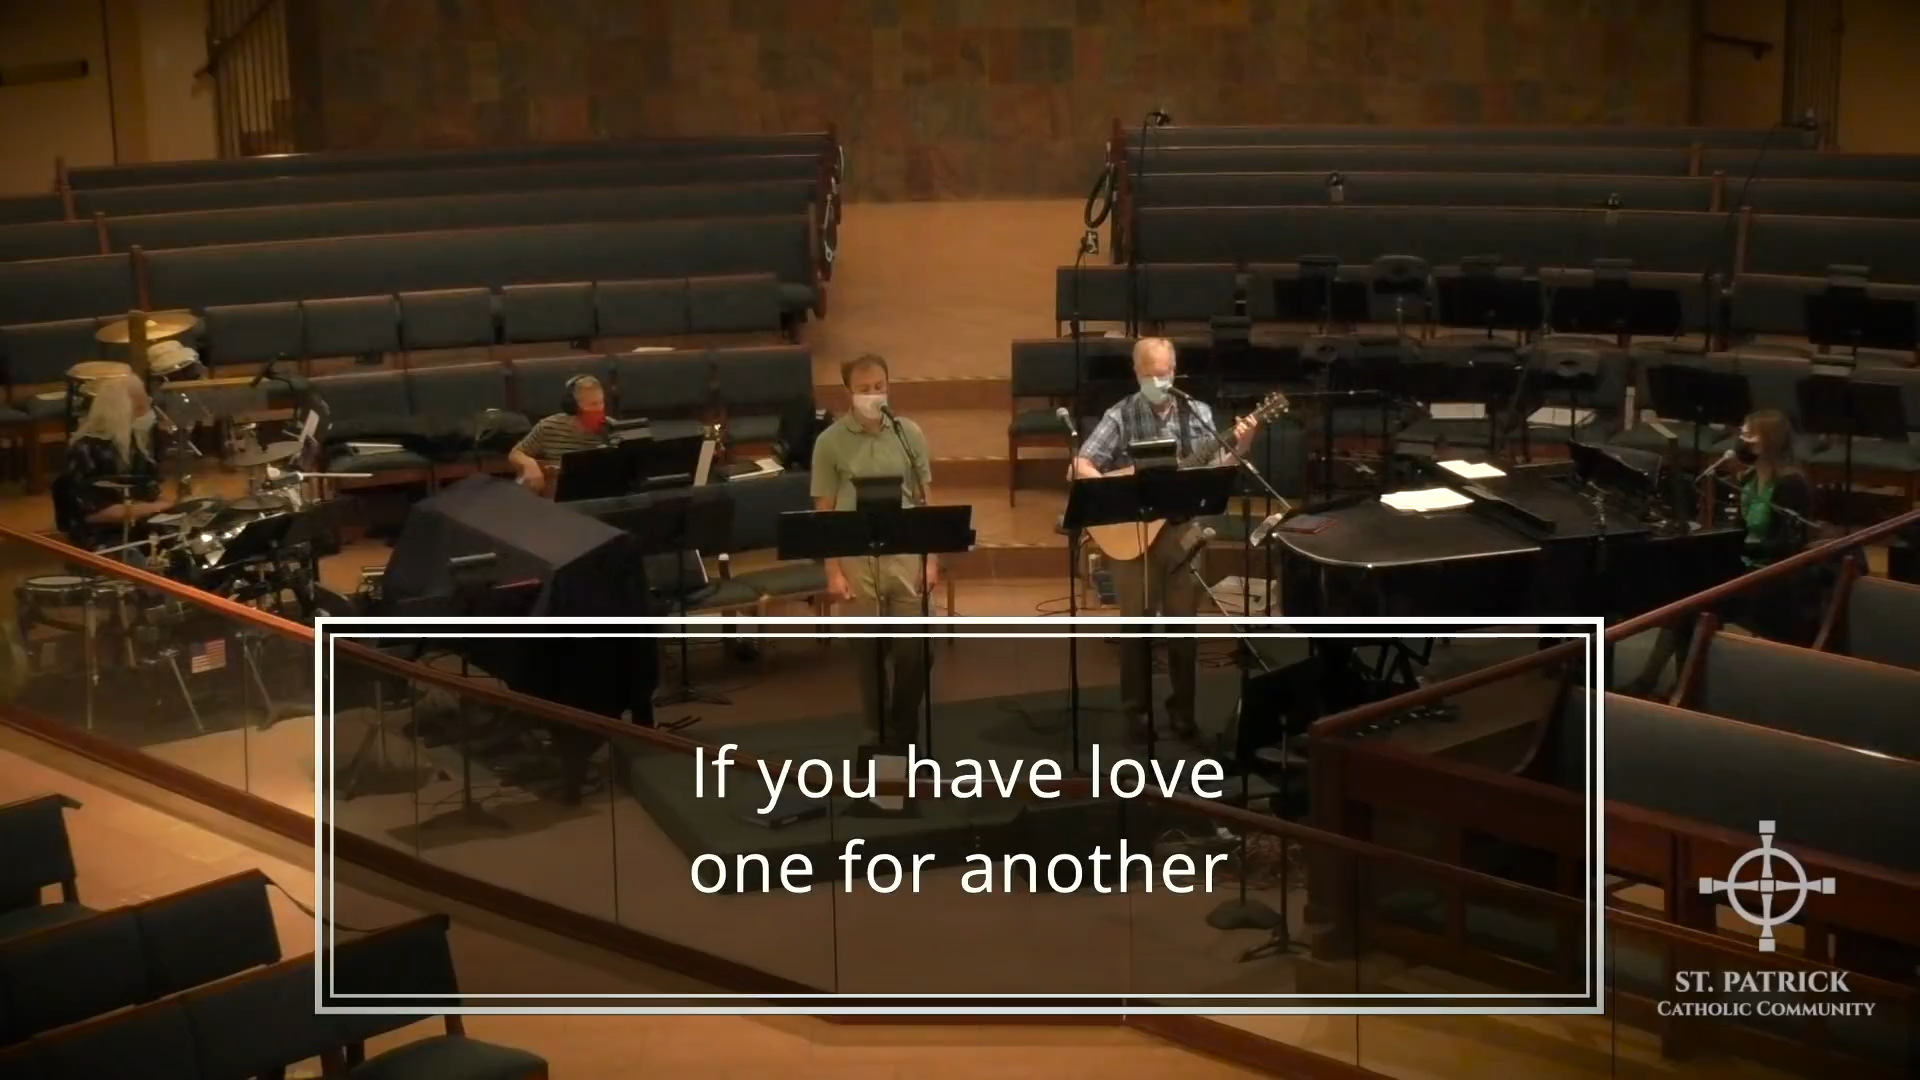 If you have love
one for another
ST. PATRICK
CATHOLIC COMMUNITY